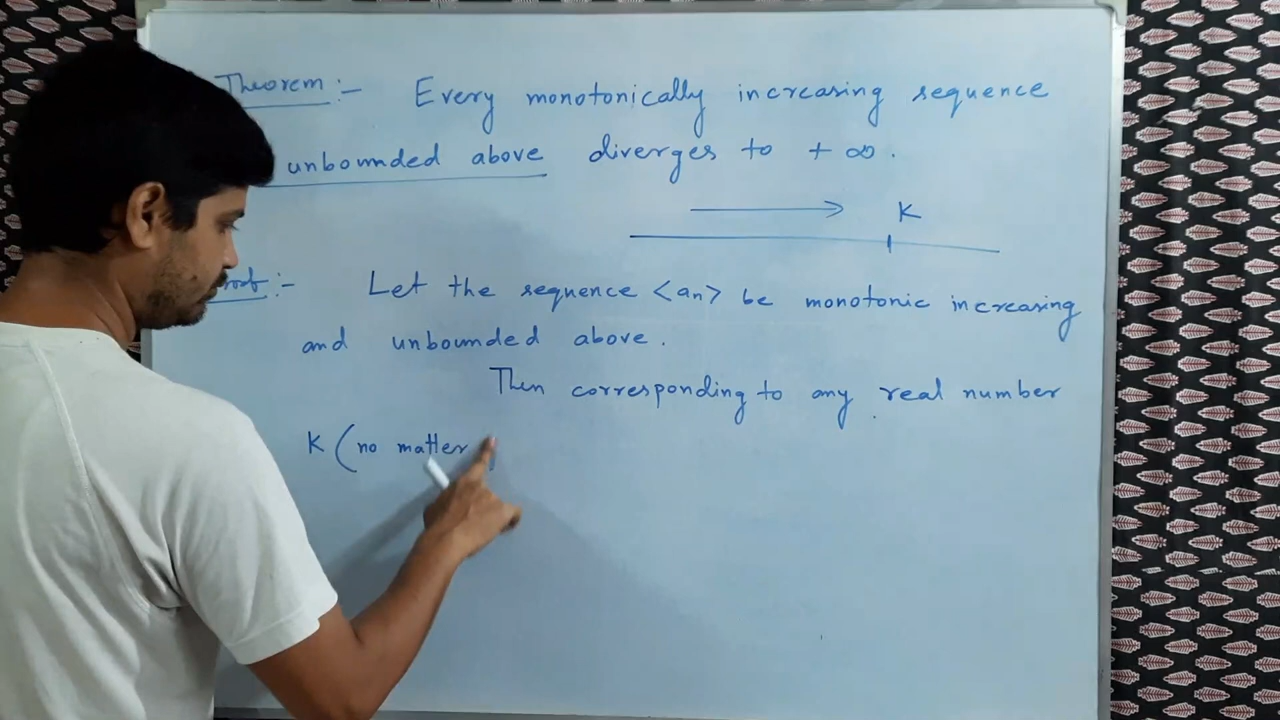 Theorem :- Every monotonically increasing sequence
unbounded above diverges to + ∞.
K
:- Let the sequence <an> be monotonic increasing
and unbounded above.
Then corresponding to any real number
K (no matter